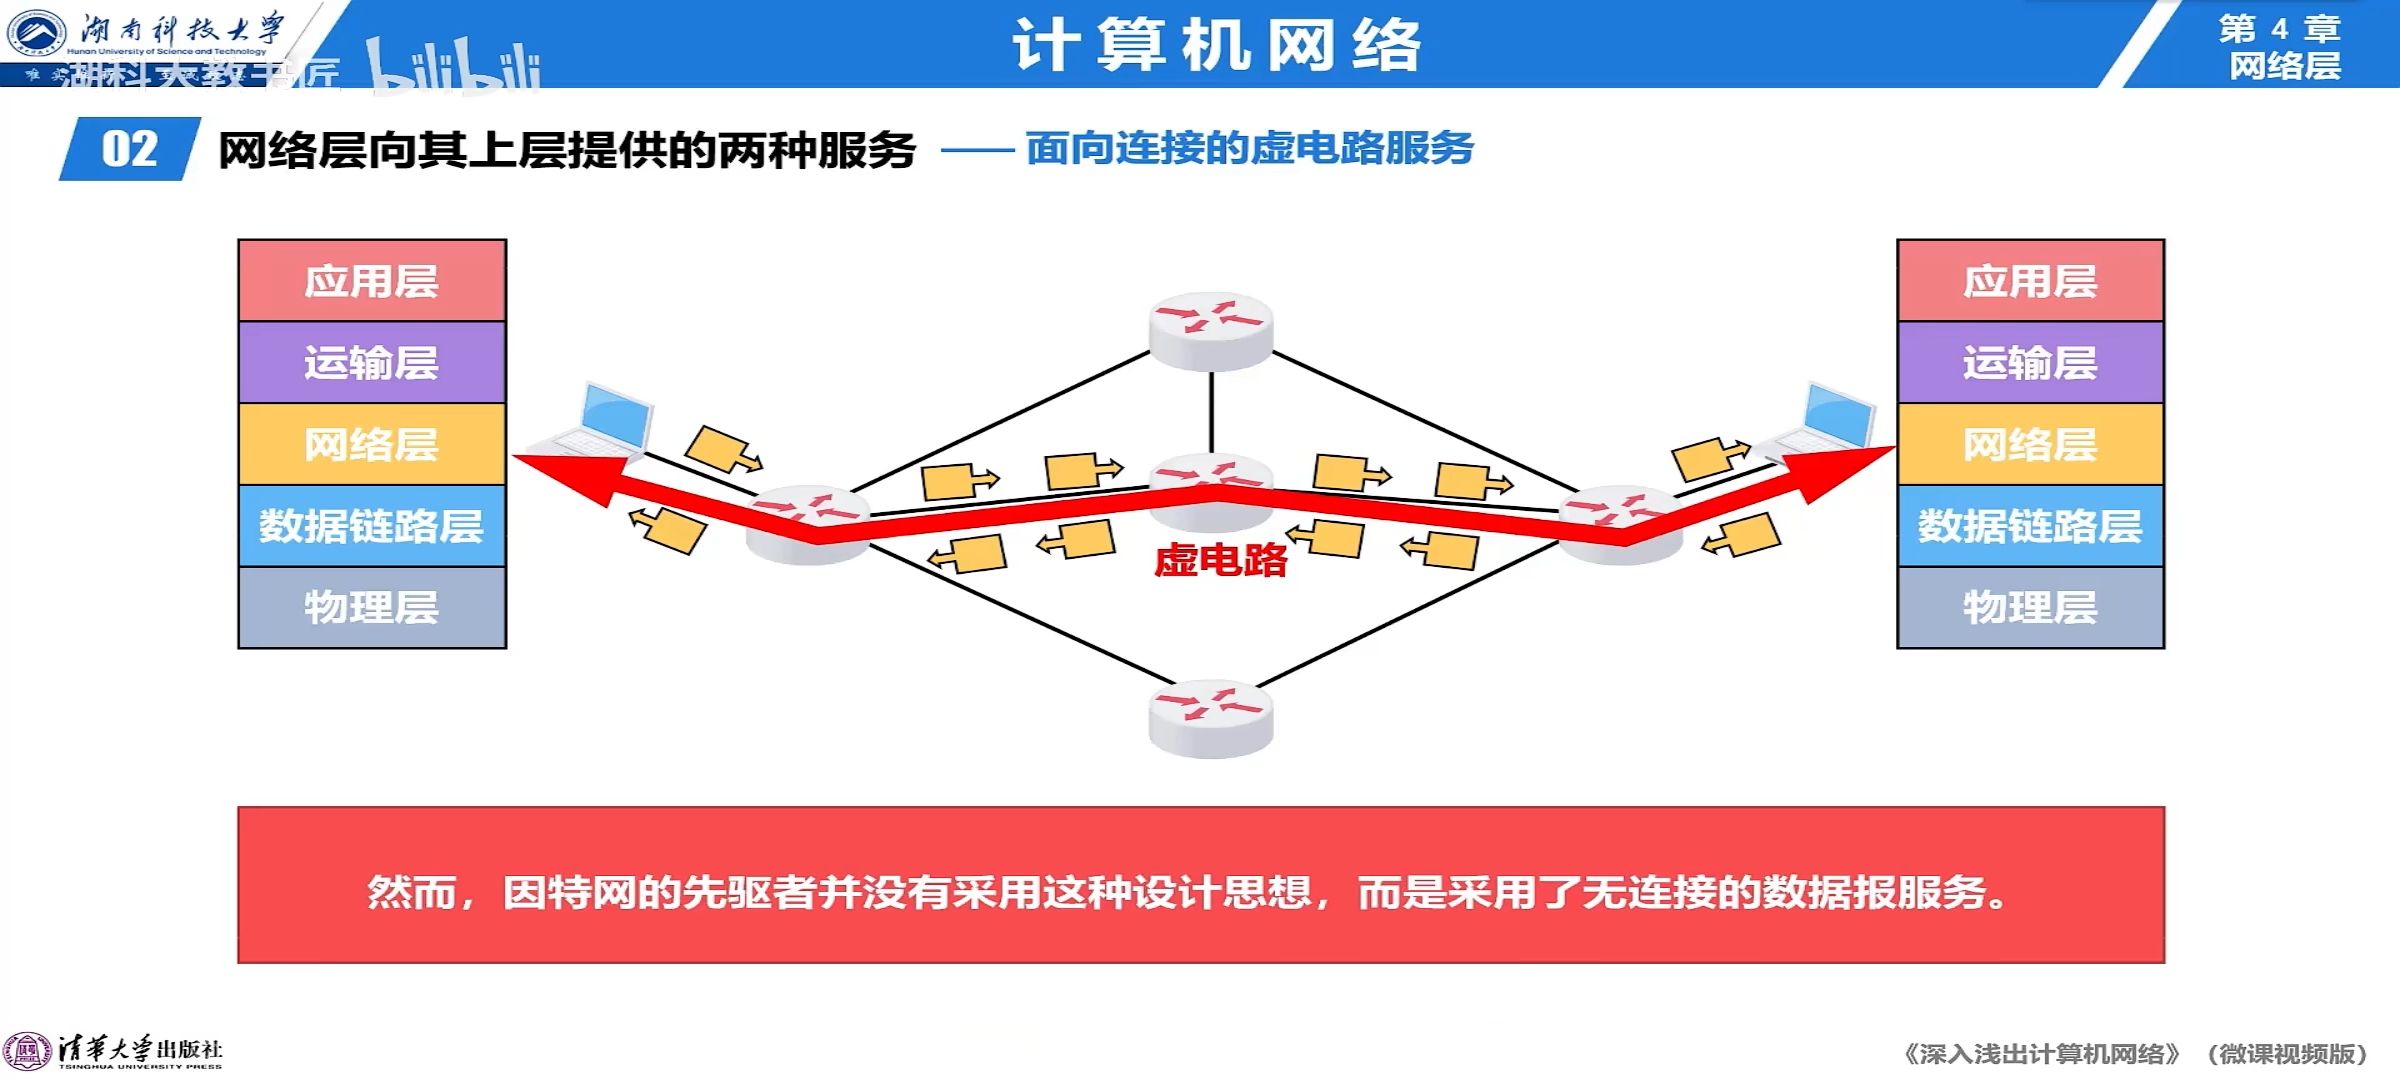 湖南科技大学
Hunan University of Science and Technology
湖科大教书匠 bilibili
计算机网络
第 4 章
网络层
02 网络层向其上层提供的两种服务 —— 面向连接的虚电路服务
应用层
运输层
网络层
数据链路层
物理层
虚电路
应用层
运输层
网络层
数据链路层
物理层
然而，因特网的先驱者并没有采用这种设计思想，而是采用了无连接的数据报服务。
清华大学出版社
TSINGHUA UNIVERSITY PRESS
《深入浅出计算机网络》（微课视频版）